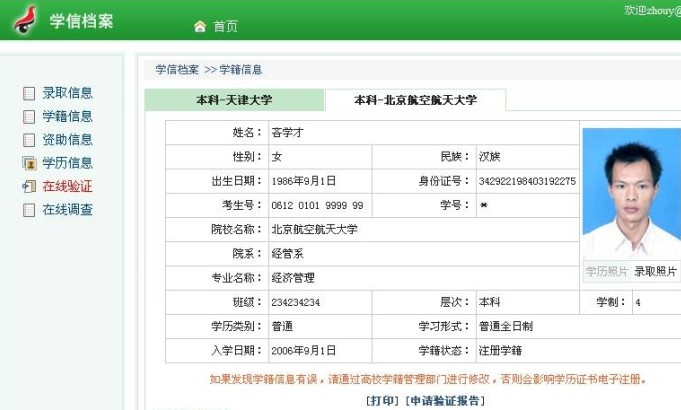 学信档案
首页
欢迎zhouy@
录取信息
学籍信息
资助信息
学历信息
在线验证
在线调查
学信档案 >> 学籍信息
本科-天津大学 本科-北京航空航天大学
姓名： 吝学才
性别： 女 民族： 汉族
出生日期： 1986年9月1日 身份证号： 342922198403192275
考生号： 0612 0101 9999 99 学号： *
院校名称： 北京航空航天大学
院系： 经管系
专业名称： 经济管理
学历照片 录取照片
班级： 234234234 层次： 本科 学制： 4
学历类别： 普通 学习形式： 普通全日制
入学日期： 2006年9月1日 学籍状态： 注册学籍
如果发现学籍信息有误，请通过高校学籍管理部门进行修改，否则会影响学历证书电子注册。
[打印] [申请验证报告]